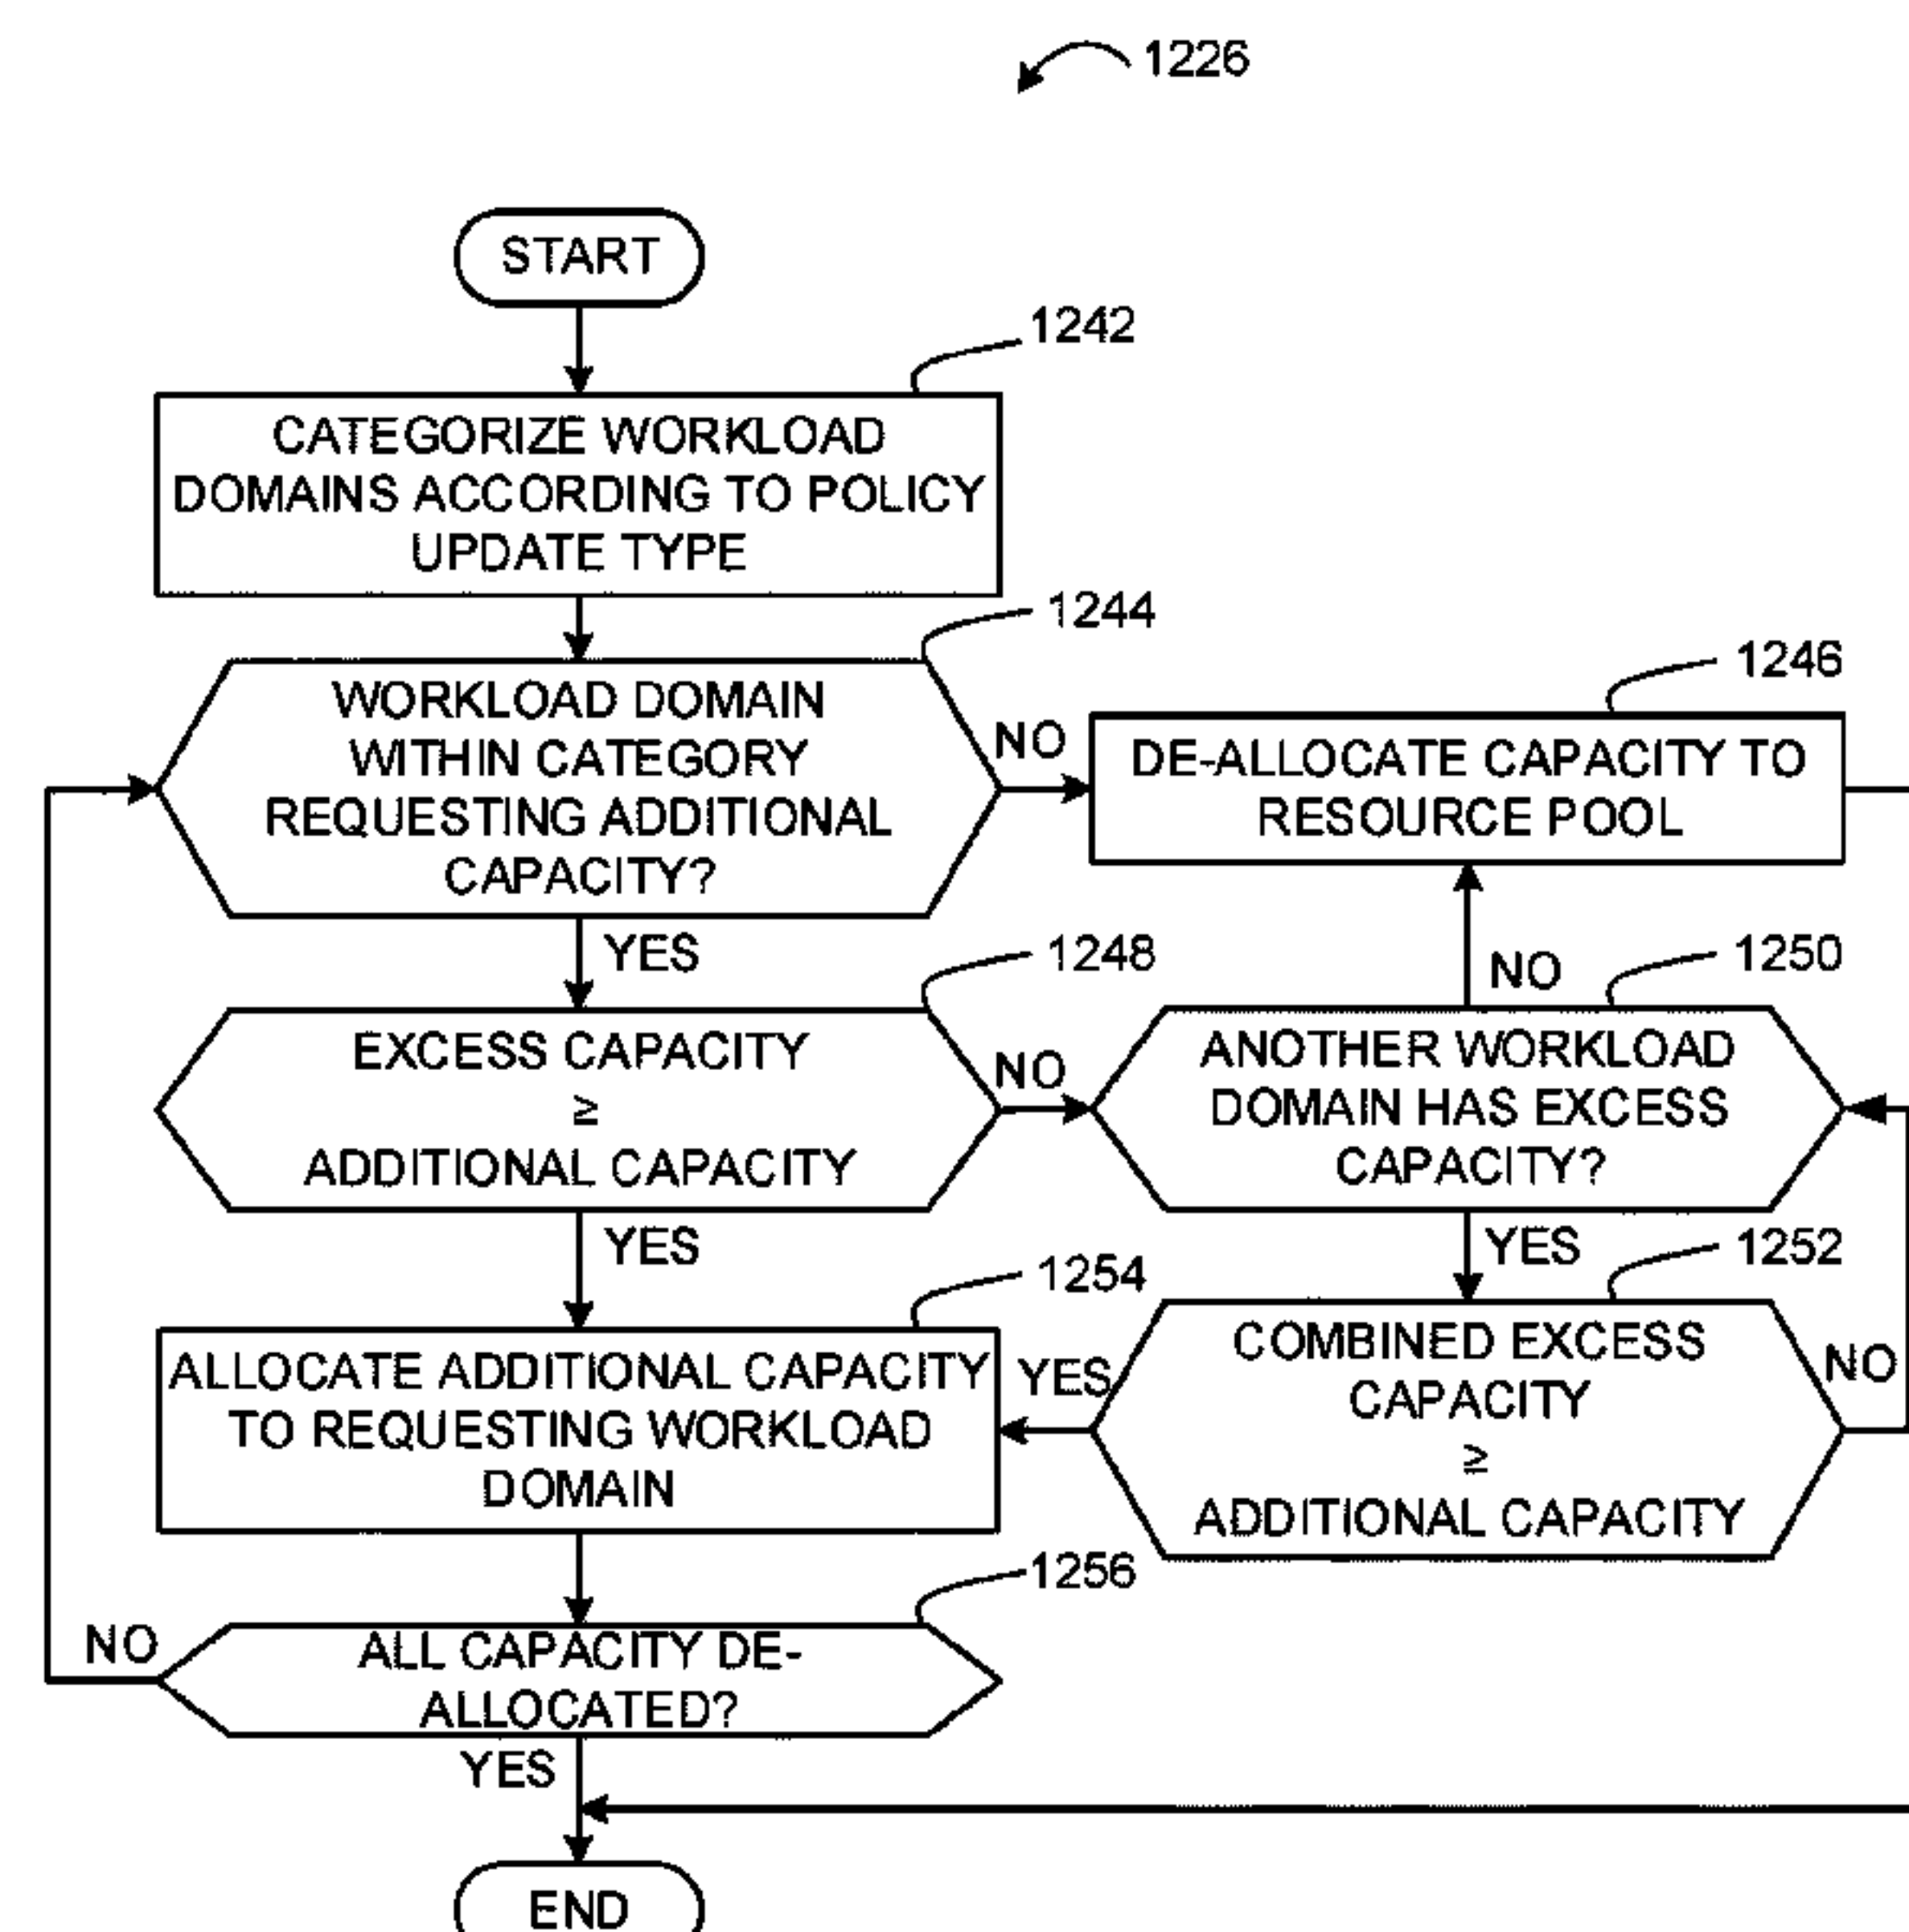 1226
START
1242
CATEGORIZE WORKLOAD
DOMAINS ACCORDING TO POLICY
UPDATE TYPE
1244
WORKLOAD DOMAIN
WITHIN CATEGORY
REQUESTING ADDITIONAL
CAPACITY?
NO
1246
DE-ALLOCATE CAPACITY TO
RESOURCE POOL
YES
1248
EXCESS CAPACITY
≥
ADDITIONAL CAPACITY
NO
NO
1250
ANOTHER WORKLOAD
DOMAIN HAS EXCESS
CAPACITY?
YES
YES
1252
COMBINED EXCESS
CAPACITY
≥
ADDITIONAL CAPACITY
NO
YES
1254
ALLOCATE ADDITIONAL CAPACITY
TO REQUESTING WORKLOAD
DOMAIN
1256
ALL CAPACITY DE-
ALLOCATED?
NO
YES
END